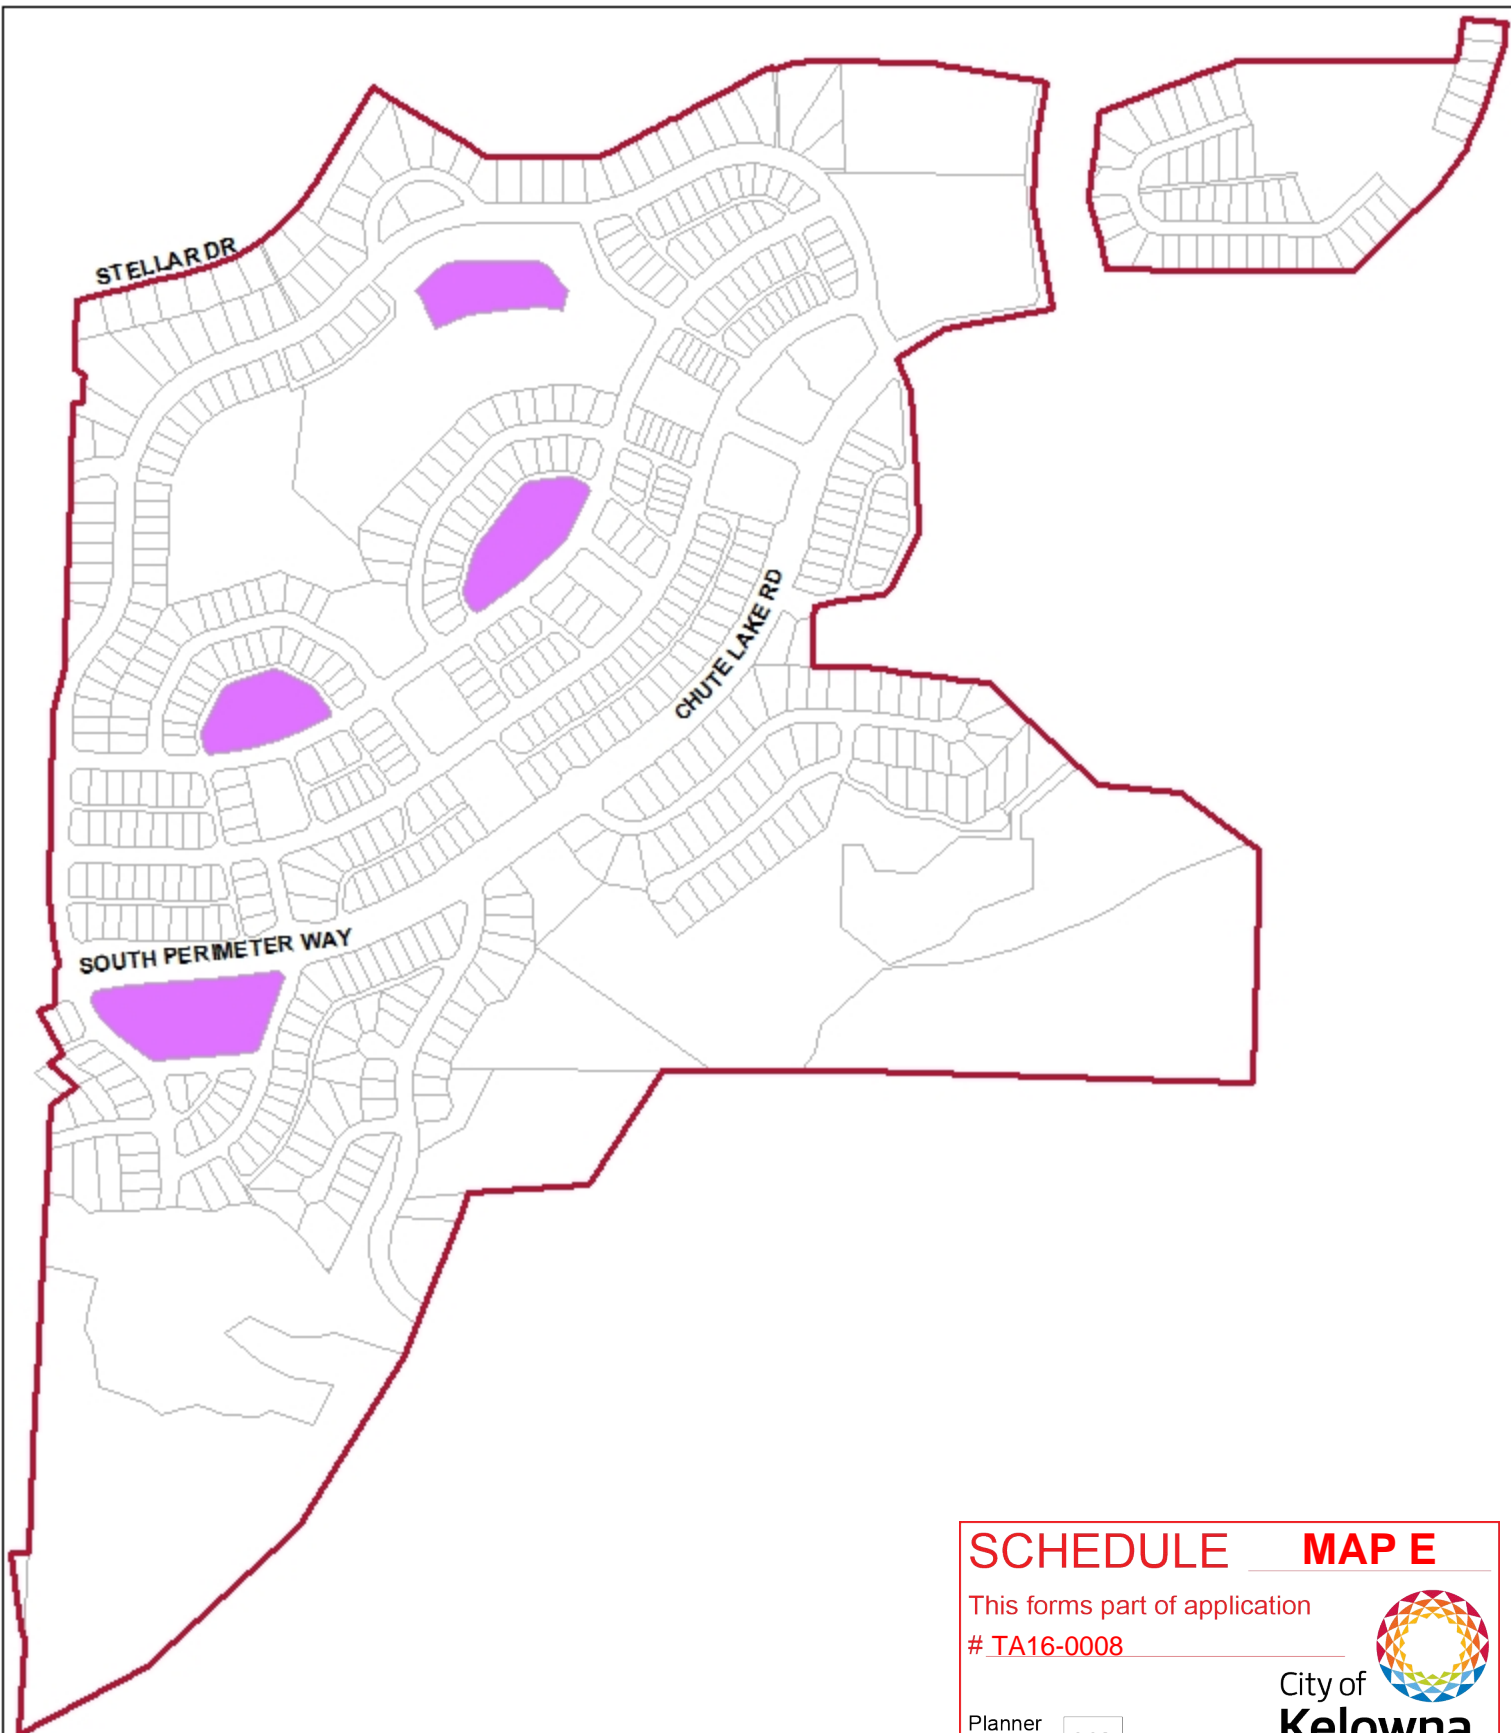 STELLAR DR
CHUTE LAKE RD
SOUTH PERIMETER WAY
SCHEDULE MAP E
This forms part of application
# TA16-0008
City of
Kelowna
Planner